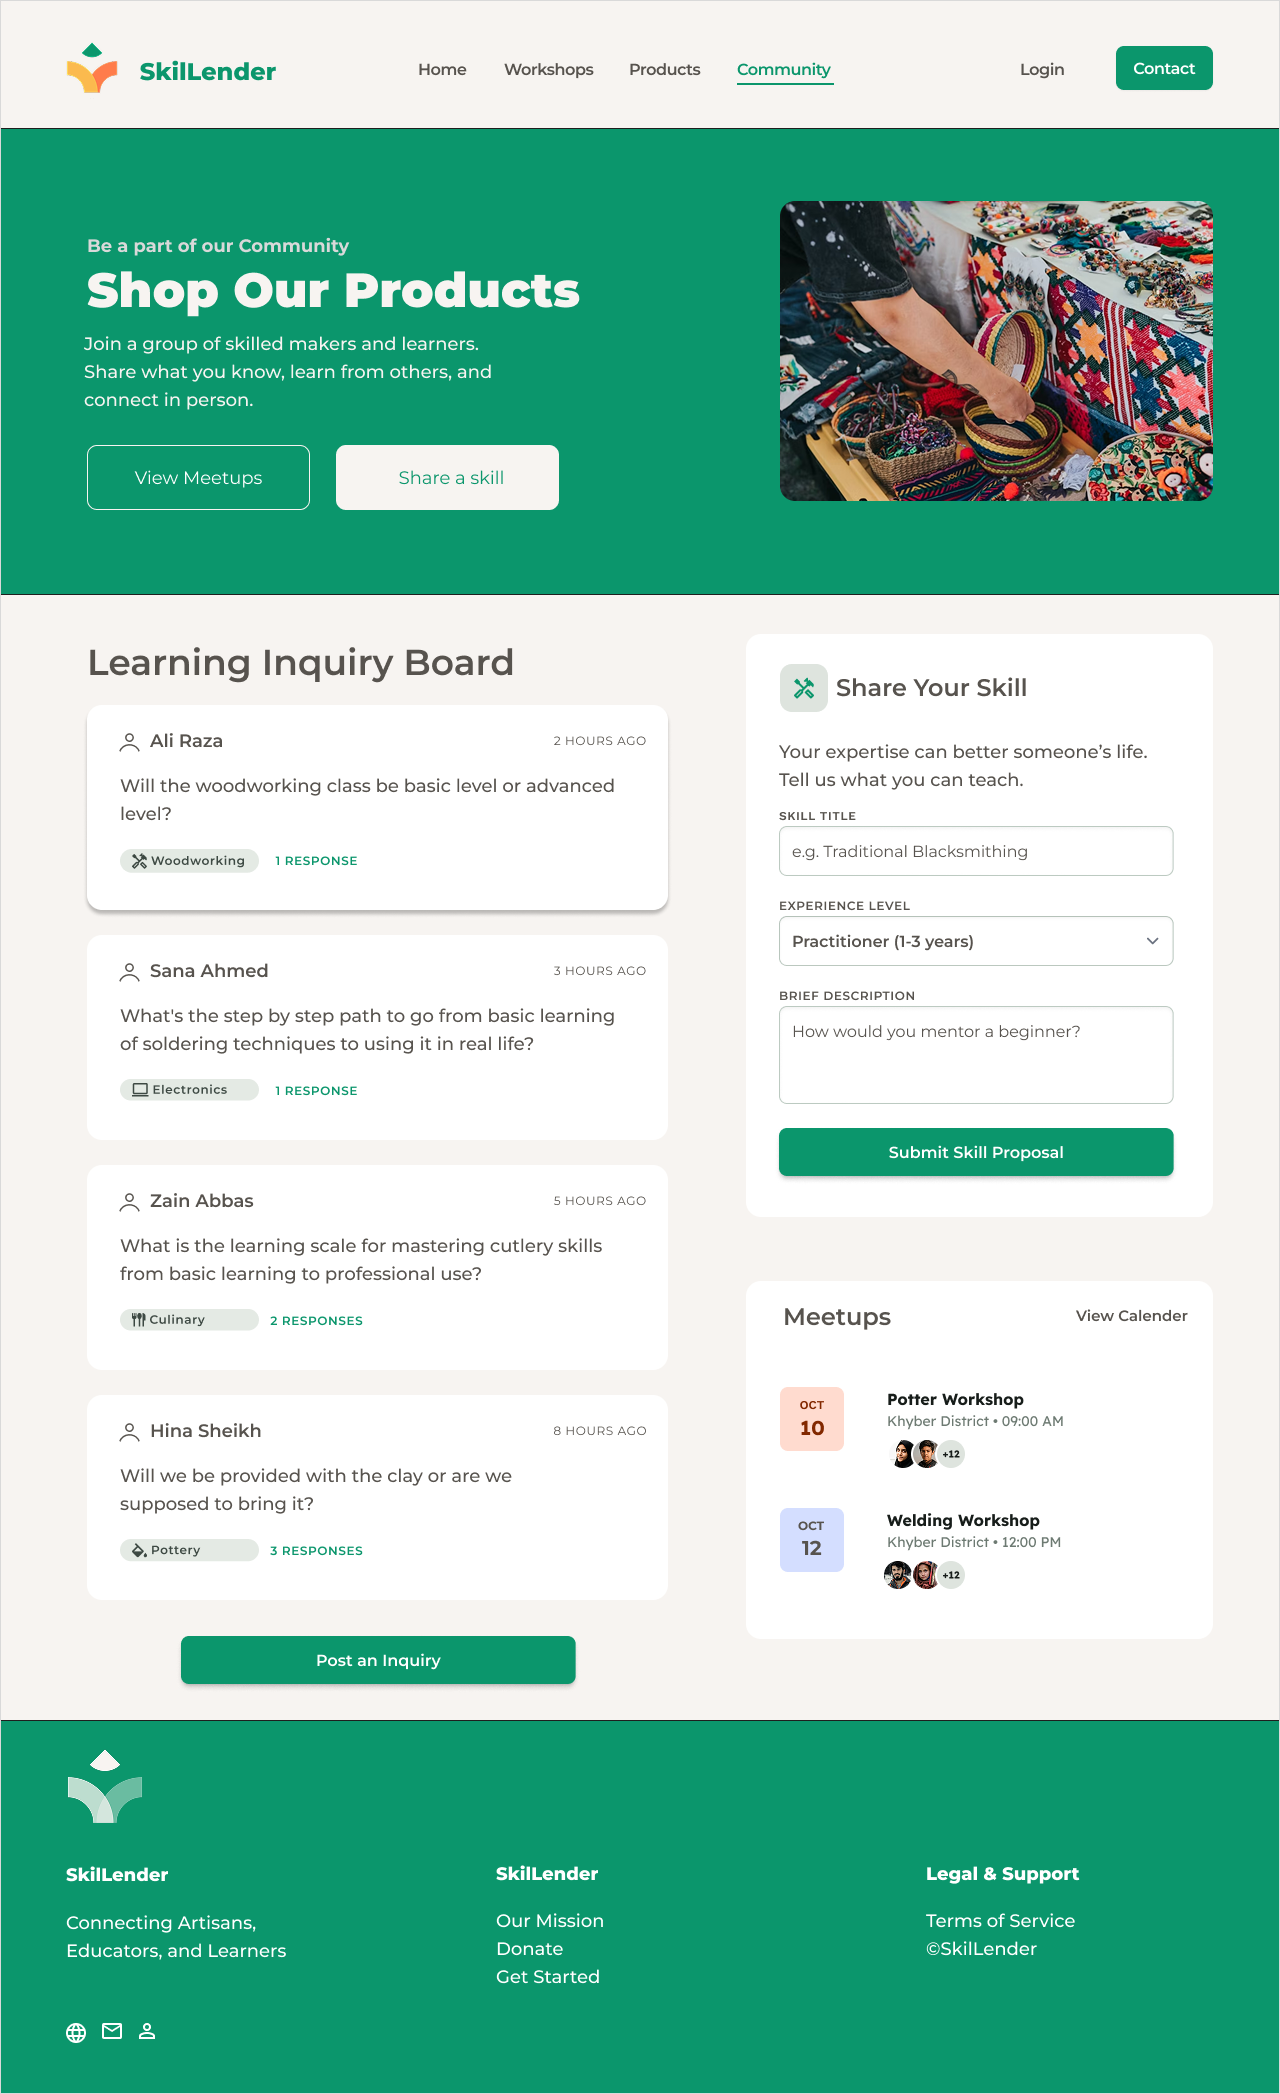 SkilLender
Home
Workshops
Products
Community
Login
Contact
Be a part of our Community
Shop Our Products
Join a group of skilled makers and learners.
Share what you know, learn from others, and
connect in person.
View Meetups
Share a skill
Learning Inquiry Board
Ali Raza
2 HOURS AGO
Will the woodworking class be basic level or advanced
level?
Woodworking
1 RESPONSE
Sana Ahmed
3 HOURS AGO
What's the step by step path to go from basic learning
of soldering techniques to using it in real life?
Electronics
1 RESPONSE
Zain Abbas
5 HOURS AGO
What is the learning scale for mastering cutlery skills
from basic learning to professional use?
Culinary
2 RESPONSES
Hina Sheikh
8 HOURS AGO
Will we be provided with the clay or are we
supposed to bring it?
Pottery
3 RESPONSES
Post an Inquiry
Share Your Skill
Your expertise can better someone’s life.
Tell us what you can teach.
SKILL TITLE
e.g. Traditional Blacksmithing
EXPERIENCE LEVEL
Practitioner (1-3 years)
BRIEF DESCRIPTION
How would you mentor a beginner?
Submit Skill Proposal
Meetups
View Calender
OCT
10
Potter Workshop
Khyber District • 09:00 AM
+12
OCT
12
Welding Workshop
Khyber District • 12:00 PM
+12
SkilLender
Connecting Artisans,
Educators, and Learners
SkilLender
Our Mission
Donate
Get Started
Legal & Support
Terms of Service
©SkilLender